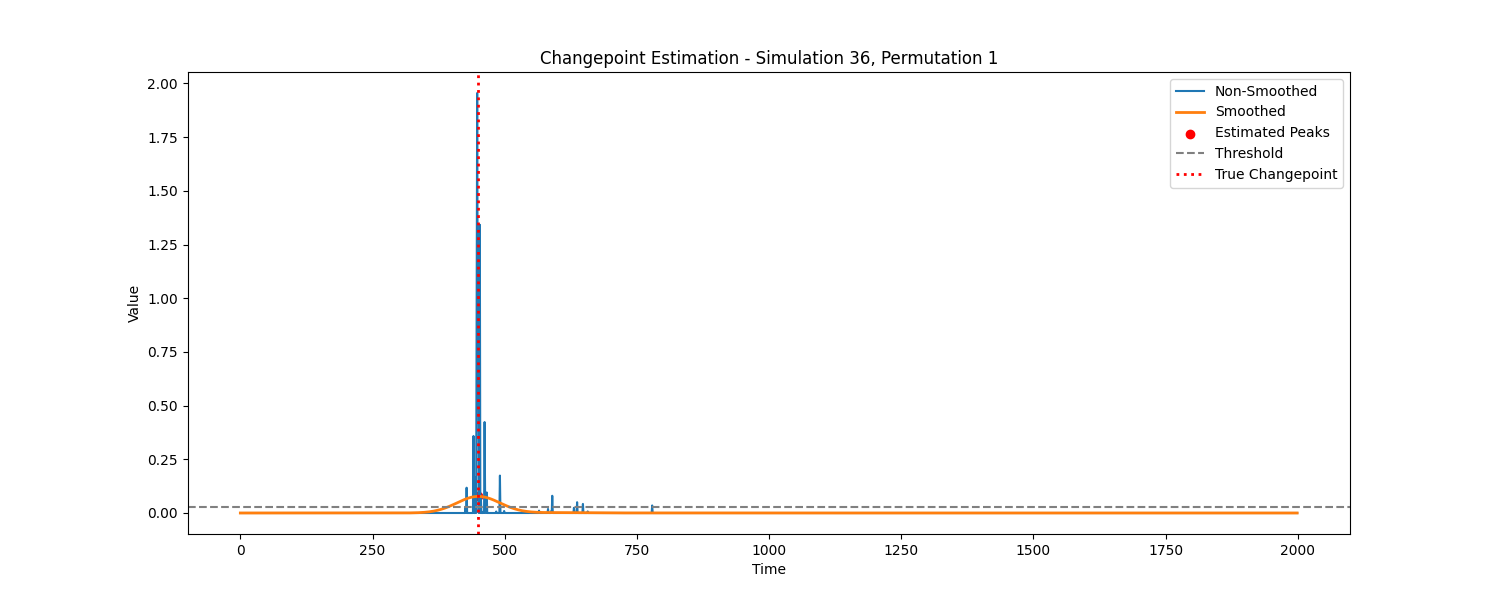 Changepoint Estimation - Simulation 36, Permutation 1
Non-Smoothed
Smoothed
Estimated Peaks
Threshold
True Changepoint
Value
2.00
1.75
1.50
1.25
1.00
0.75
0.50
0.25
0.00
0 250 500 750 1000 1250 1500 1750 2000
Time